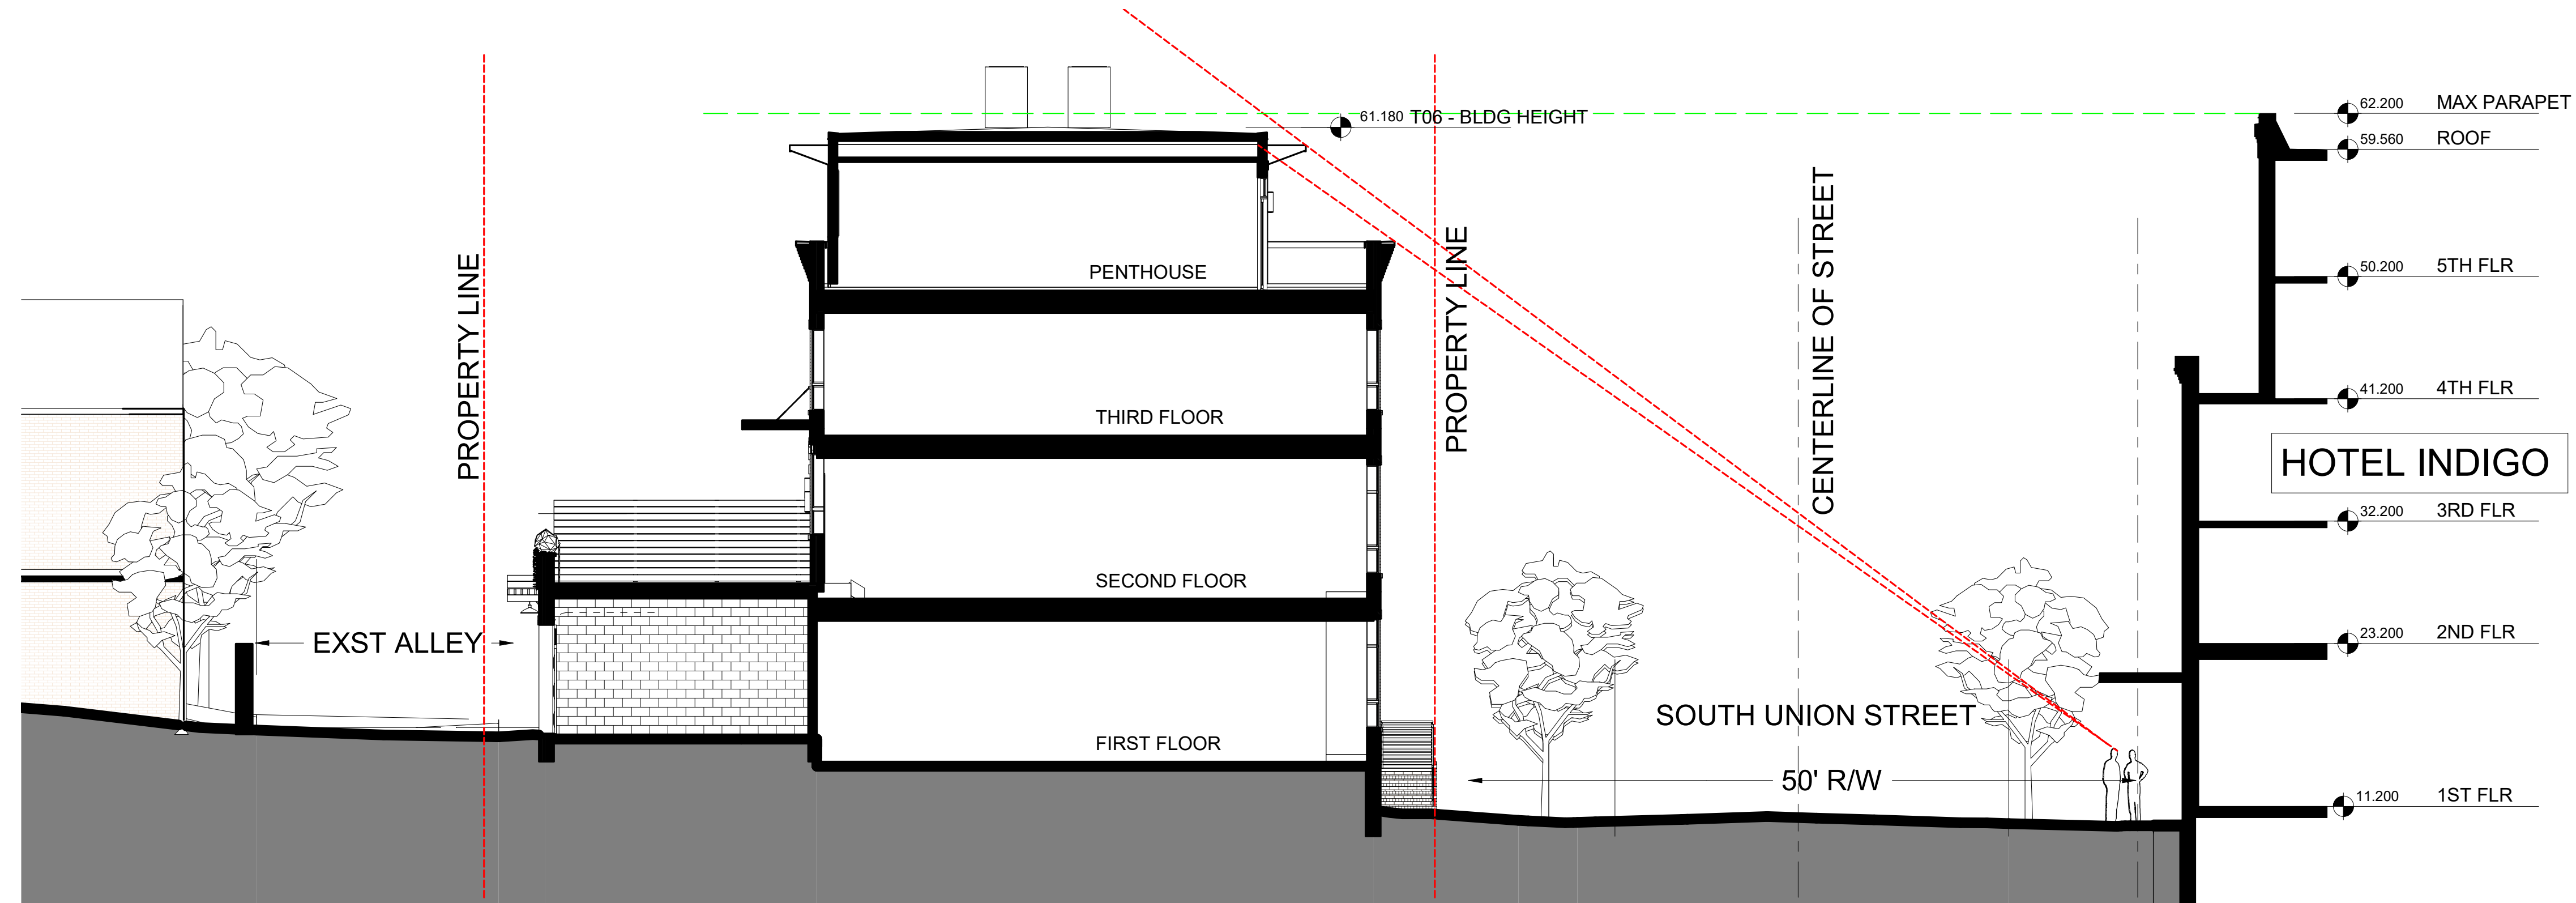 62.200 MAX PARAPET
61.180 T06 - BLDG HEIGHT
59.560 ROOF
PROPERTY LINE
PENTHOUSE
PROPERTY LINE
CENTERLINE OF STREET
50.200 5TH FLR
41.200 4TH FLR
THIRD FLOOR
HOTEL INDIGO
32.200 3RD FLR
SECOND FLOOR
EXST ALLEY
23.200 2ND FLR
SOUTH UNION STREET
FIRST FLOOR
50' R/W
11.200 1ST FLR